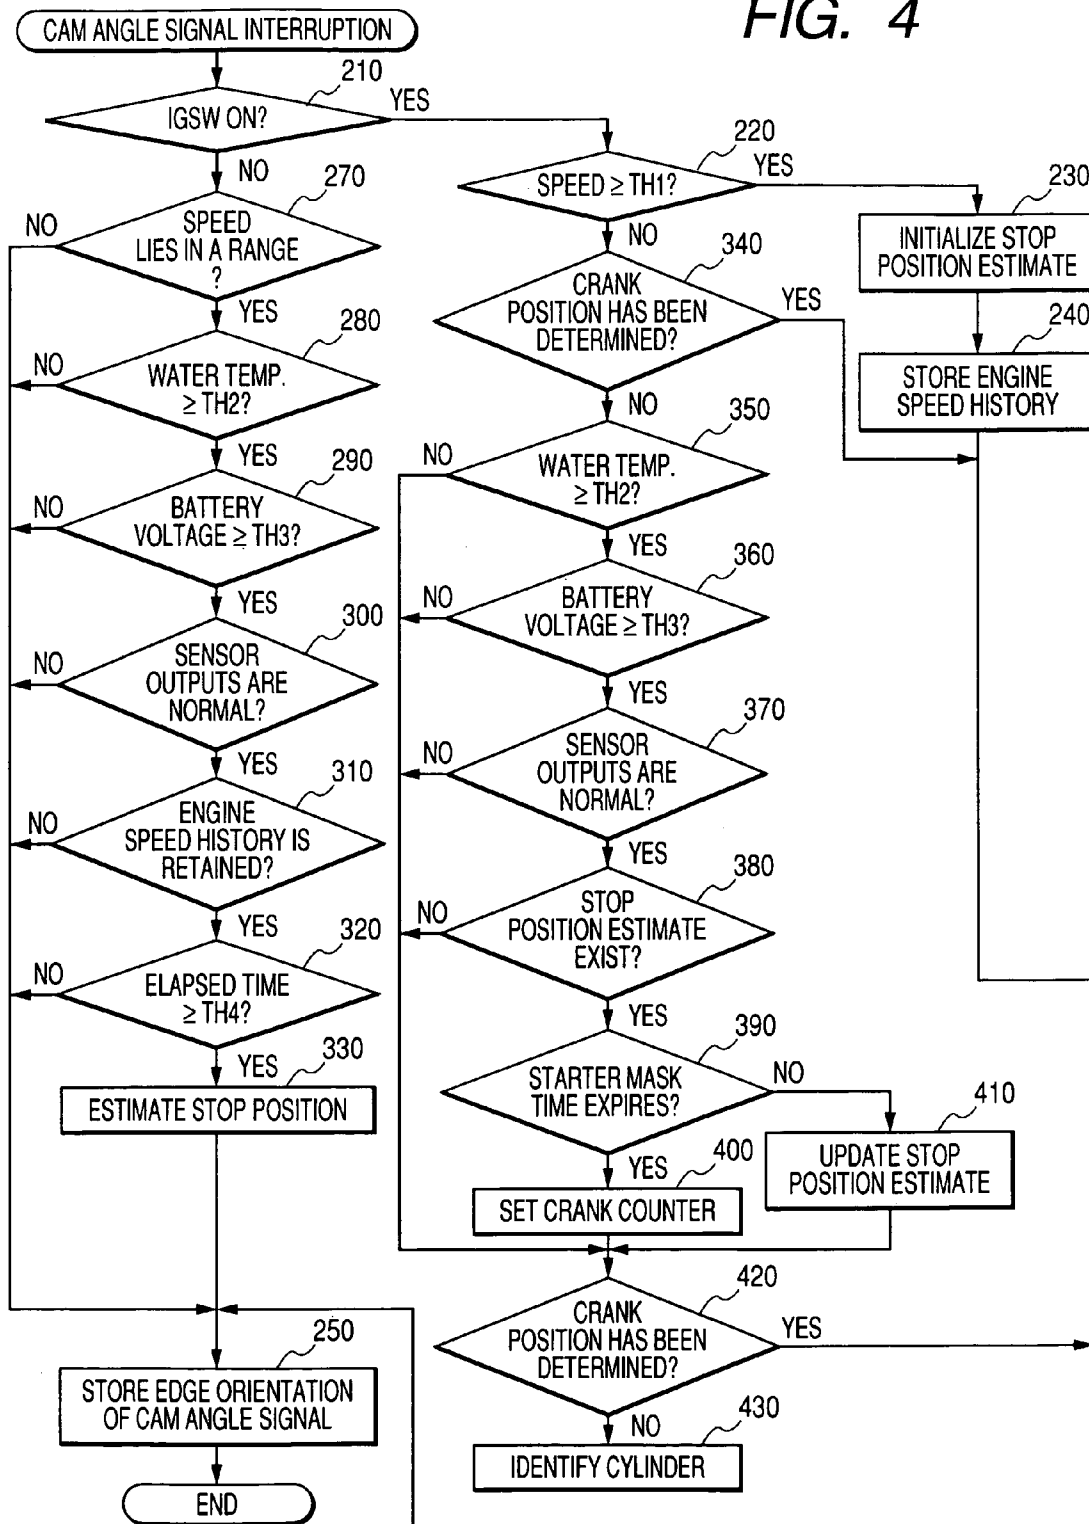 FIG. 4
CAM ANGLE SIGNAL INTERRUPTION
210
IGSW ON?
YES
NO
270
SPEED
LIES IN A RANGE
?
NO
YES
280
WATER TEMP.
≥ TH2?
NO
YES
290
BATTERY
VOLTAGE ≥ TH3?
NO
YES
300
SENSOR
OUTPUTS ARE
NORMAL?
NO
YES
310
ENGINE
SPEED HISTORY IS
RETAINED?
NO
YES
320
ELAPSED TIME
≥ TH4?
NO
YES
330
ESTIMATE STOP POSITION
250
STORE EDGE ORIENTATION
OF CAM ANGLE SIGNAL
END
220
SPEED ≥ TH1?
YES
NO
230
INITIALIZE STOP
POSITION ESTIMATE
240
STORE ENGINE
SPEED HISTORY
340
CRANK
POSITION HAS BEEN
DETERMINED?
YES
NO
350
WATER TEMP.
≥ TH2?
NO
YES
360
BATTERY
VOLTAGE ≥ TH3?
NO
YES
370
SENSOR
OUTPUTS ARE
NORMAL?
NO
YES
380
STOP
POSITION ESTIMATE
EXIST?
NO
YES
390
STARTER MASK
TIME EXPIRES?
NO
YES
410
UPDATE STOP
POSITION ESTIMATE
400
SET CRANK COUNTER
420
CRANK
POSITION HAS BEEN
DETERMINED?
YES
NO
430
IDENTIFY CYLINDER